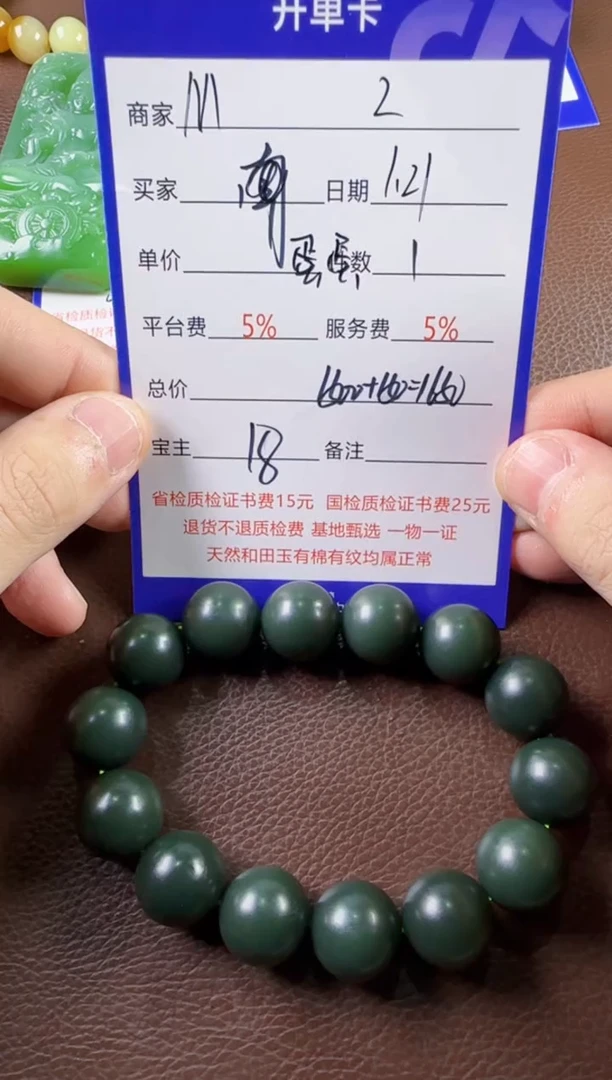 开单卡
商家 M 2
买家 日期 1.21
单价 蛋蛋 件数 1
平台费 5% 服务费 5%
总价
宝主 18 备注
省检质检证书费15元 国检质检证书费25元
退货不退质检费 基地甄选 一物一证
天然和田玉有棉有纹均属正常